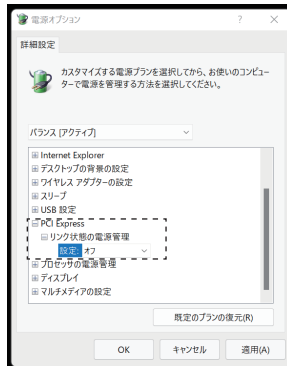 電源オプション
詳細設定
カスタマイズする電源プランを選択してから、お使いのコンピュー
ターで電源を管理する方法を選択してください。
バランス [アクティブ]
Internet Explorer
デスクトップの背景の設定
ワイヤレス アダプターの設定
スリープ
USB 設定
PCI Express
リンク状態の電源管理
設定: オフ
プロセッサの電源管理
ディスプレイ
マルチメディアの設定
既定のプランの復元(R)
OK キャンセル 適用(A)